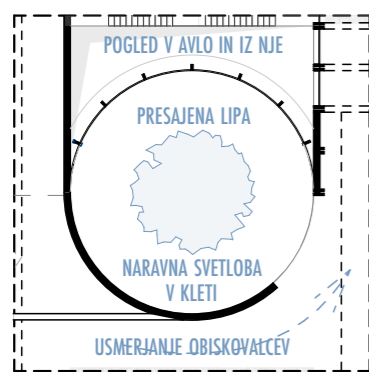 POGLED V AVLO IN IZ NJE
PRESAJENA LIPA
NARAVNA SVETLOBA
V KLETI
USMERJANJE OBISKOVALCEV